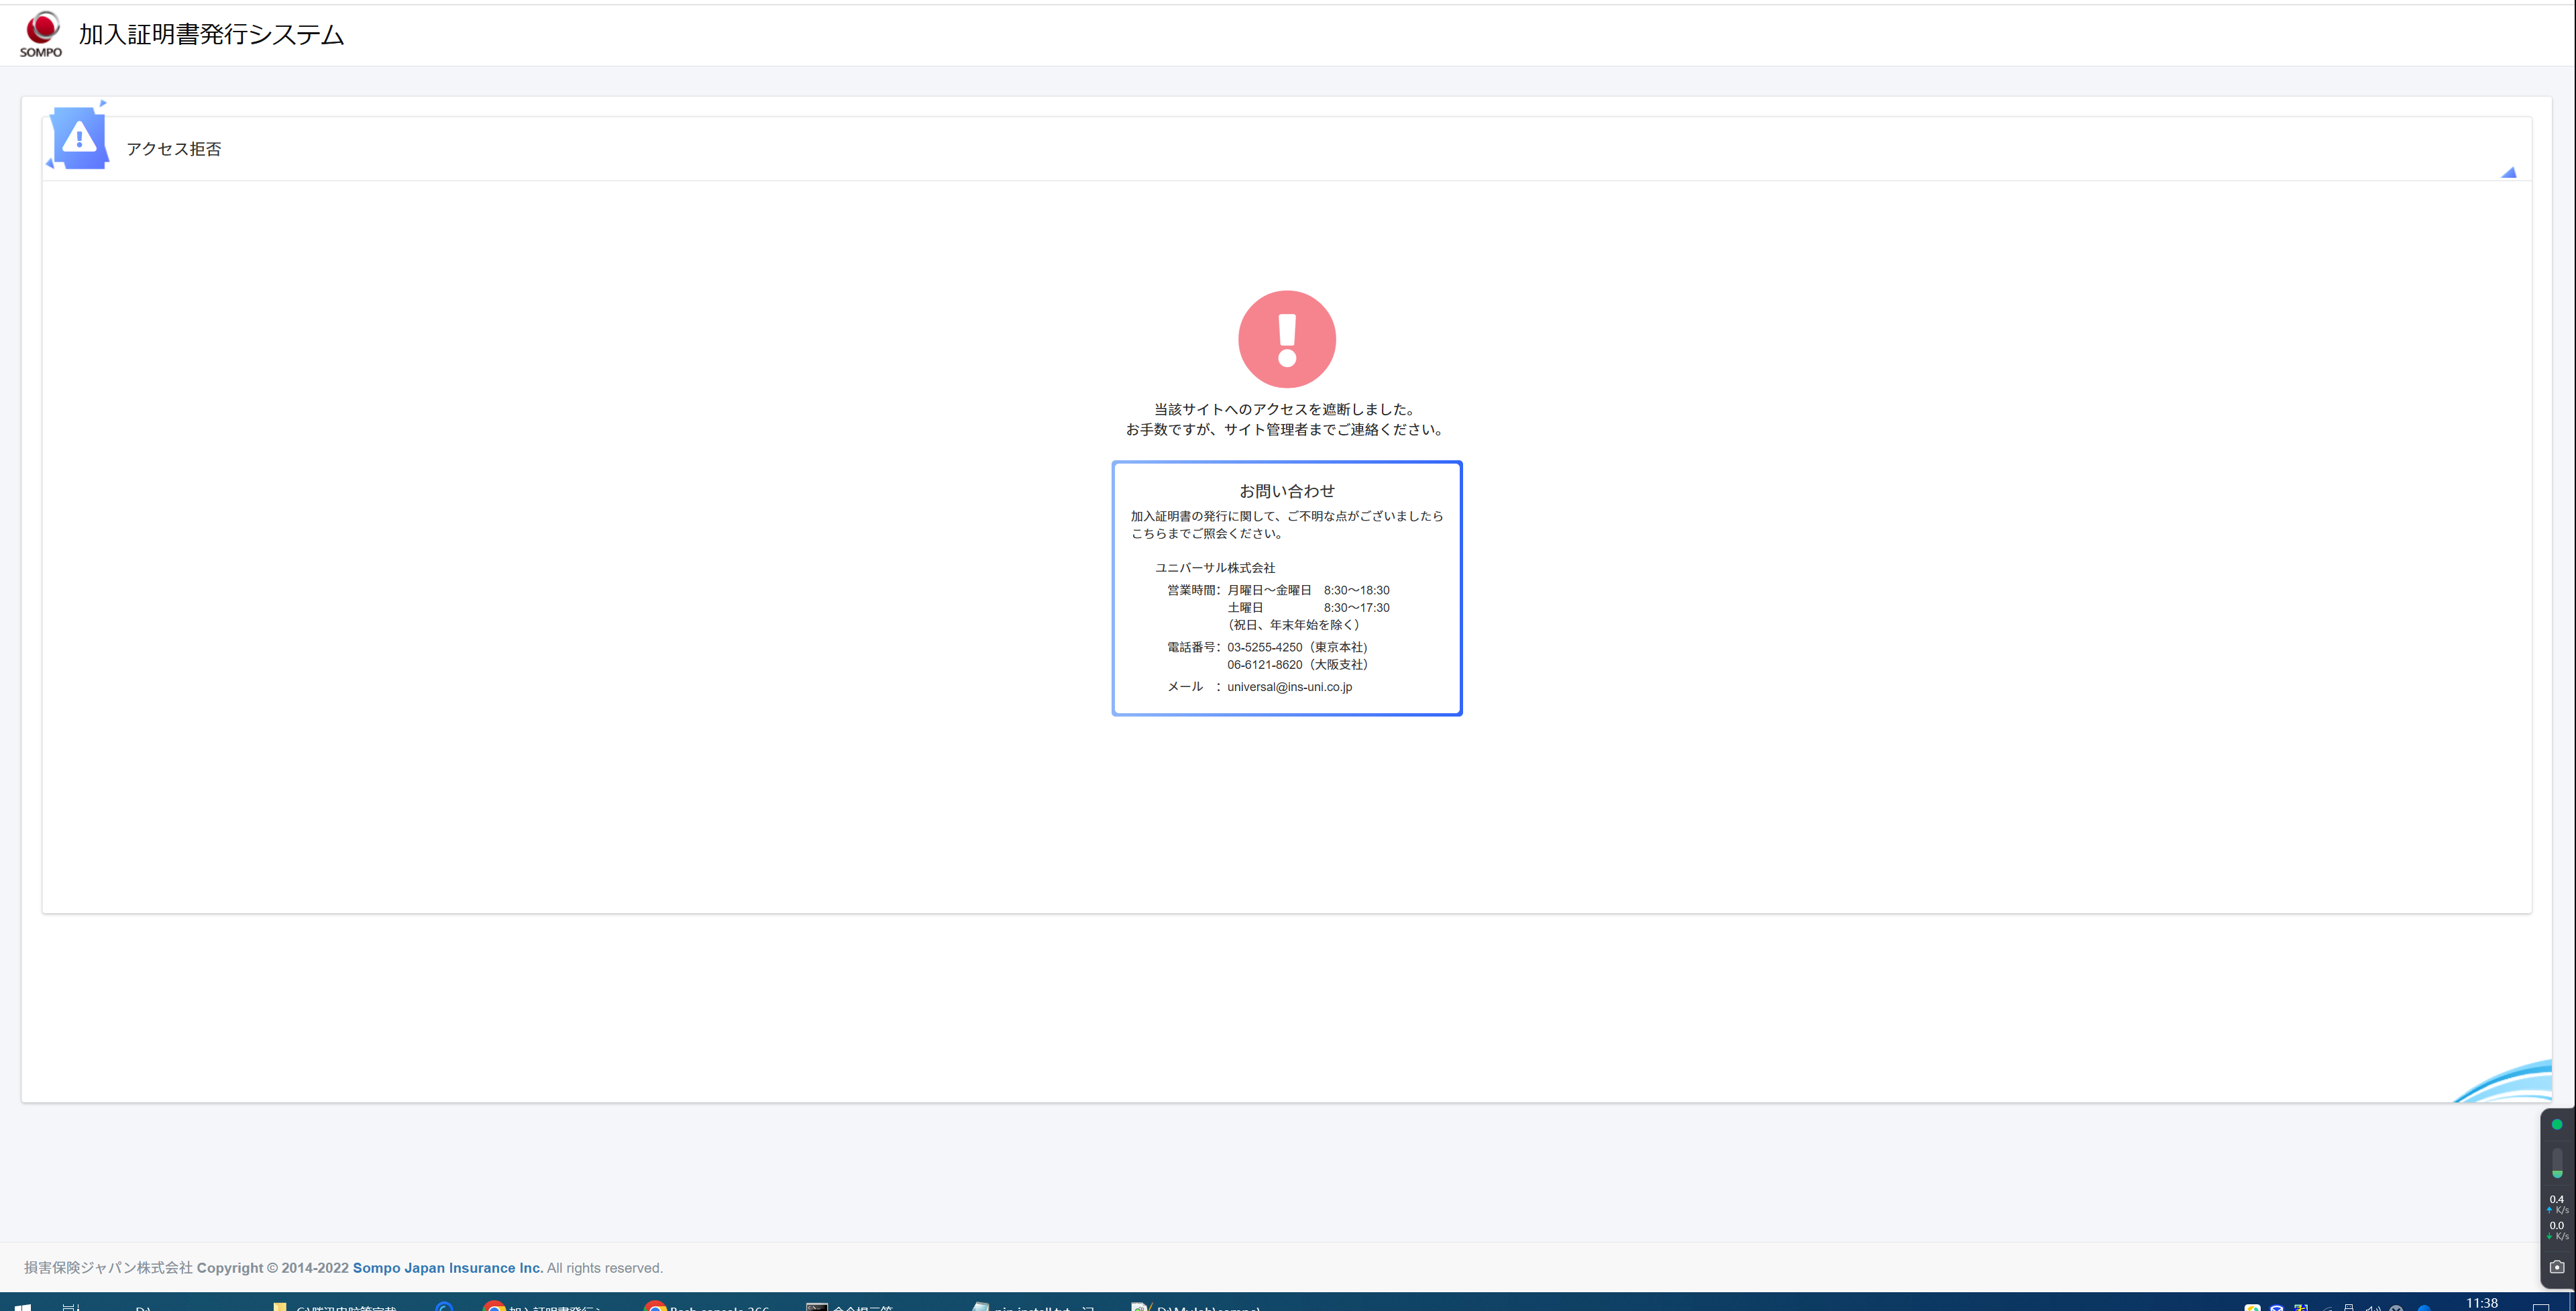 SOMPO
加入証明書発行システム
アクセス拒否
当該サイトへのアクセスを遮断しました。
お手数ですが、サイト管理者までご連絡ください。
お問い合わせ
加入証明書の発行に関して、ご不明な点がございましたら
こちらまでご照会ください。
ユニバーサル株式会社
営業時間：月曜日～金曜日　8:30～18:30
土曜日　8:30～17:30
（祝日、年末年始を除く）
電話番号：03-5255-4250（東京本社)
06-6121-8620（大阪支社）
メール　：universal@ins-uni.co.jp
0.4
K/s
0.0
K/s
損害保険ジャパン株式会社 Copyright © 2014-2022 Sompo Japan Insurance Inc. All rights reserved.
11:38